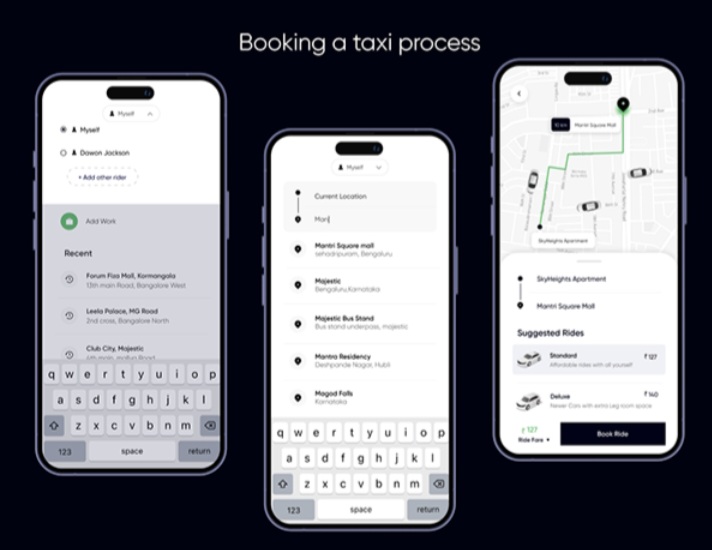 Booking a taxi process
Myself
Myself
Dawon Jackson
+ Add other rider
Add Work
Recent
Forum Fiza Mall, Kormangala
13th main Road, Bangalore West
Leela Palace, MG Road
2nd cross, Bangalore North
Club City, Majestic
q w e r t y u i o p
a s d f g h j k l
z x c v b n m
123 space return
Myself
Current Location
Man
Mantri Square mall
sehadripuram, Bengaluru
Majestic
Bengaluru, Karnataka
Majestic Bus Stand
Bus stand underpass, majestic
Mantra Residency
Deshpande Nagar, Hubli
Magod Falls
Karnataka
q w e r t y u i o p
a s d f g h j k l
z x c v b n m
123 space return
Mantri Square Mall
SkyHeights Apartment
SkyHeights Apartment
Mantri Square Mall
Suggested Rides
Standard ₹ 127
Affordable rides with all yourself
Deluxe ₹ 140
Newer Cars with extra Leg room space
₹ 127
Ride Fare
Book Ride